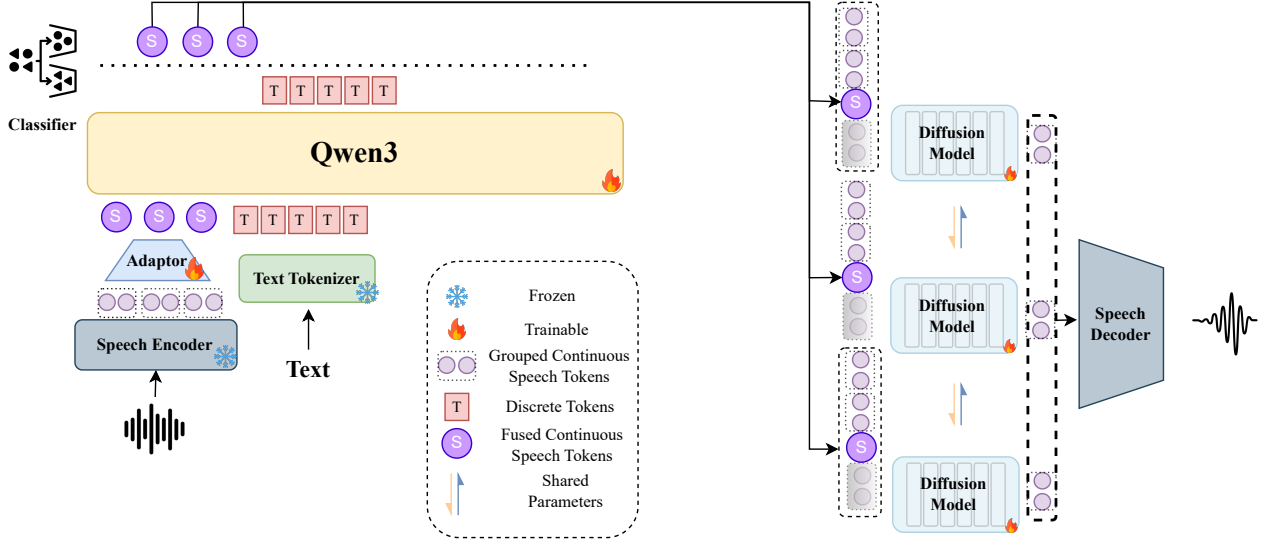 S S S
Classifier
T T T T T
Qwen3
S S S
T T T T T
Adaptor
Text Tokenizer
Speech Encoder
Text
Frozen
Trainable
Grouped Continuous
Speech Tokens
T
Discrete Tokens
S
Fused Continuous
Speech Tokens
Shared
Parameters
S
Diffusion
Model
S
Diffusion
Model
S
Diffusion
Model
Speech
Decoder